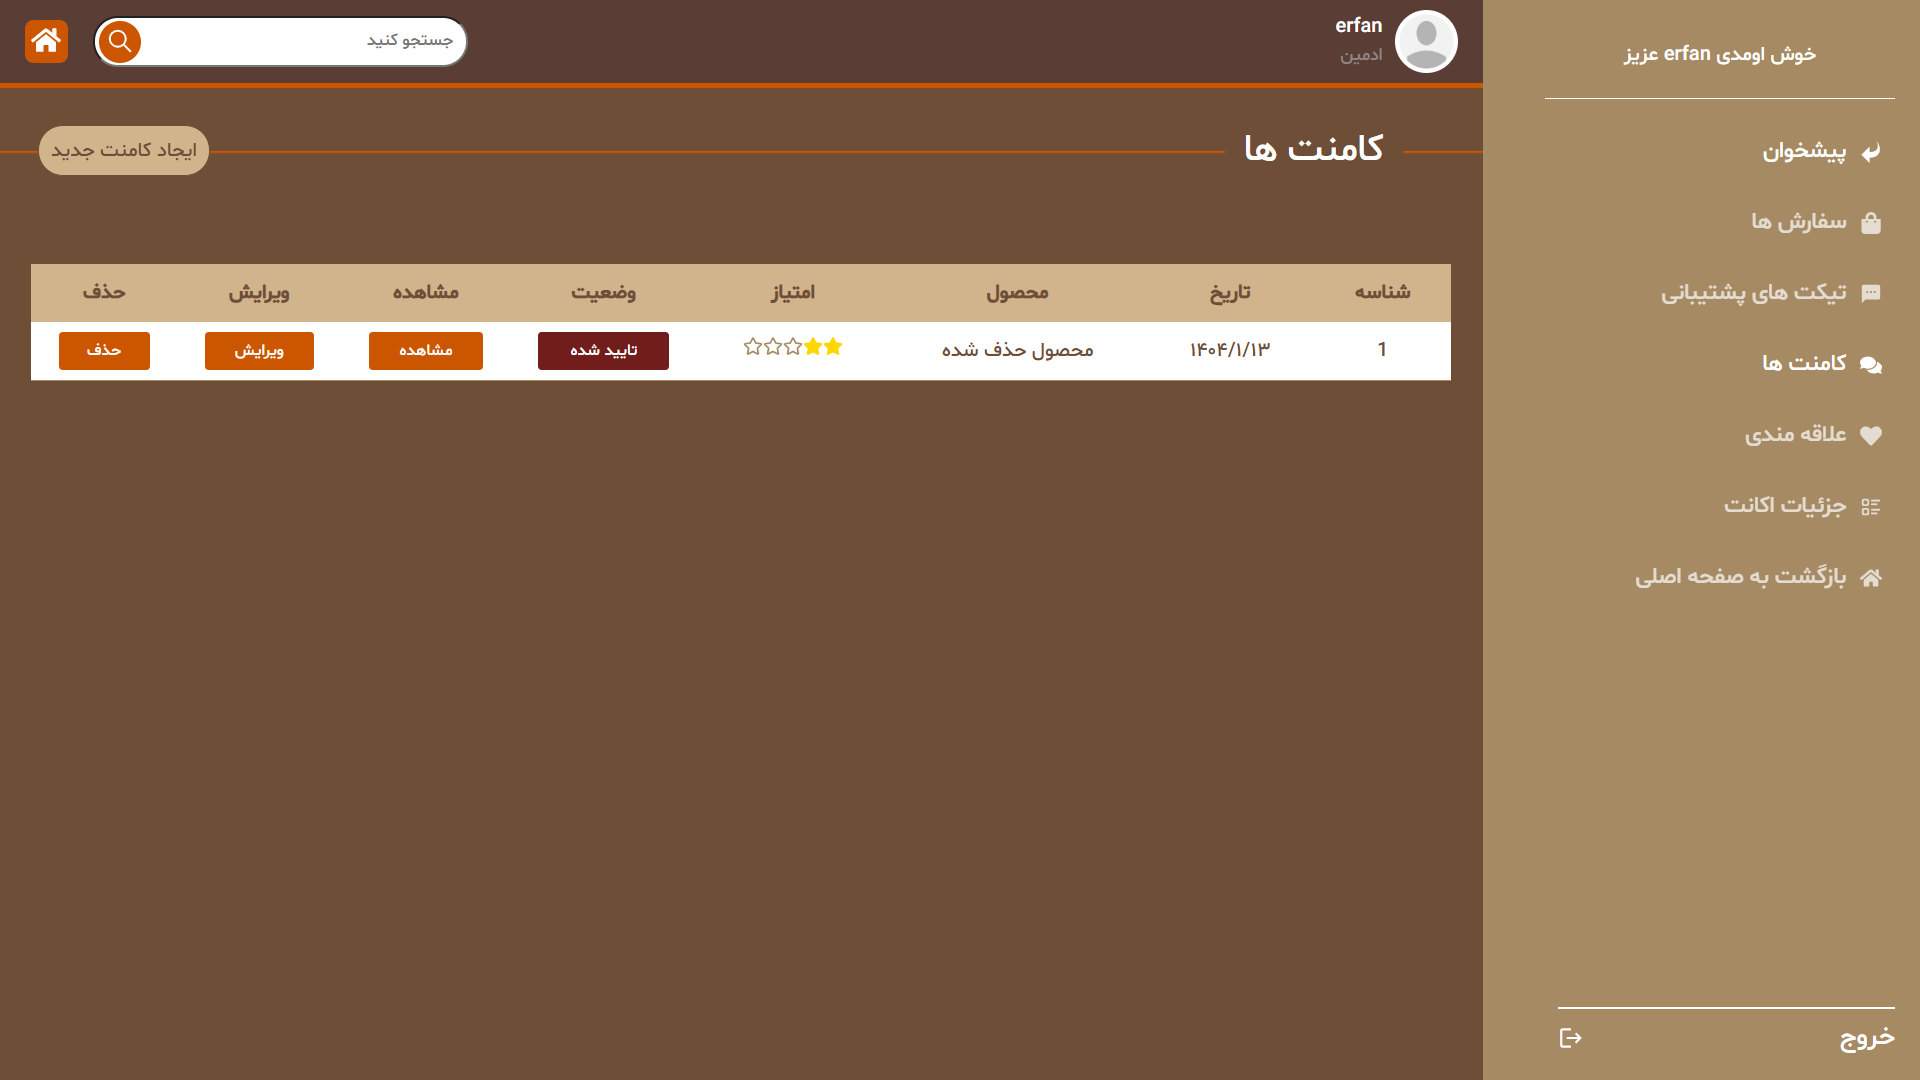 خوش اومدی erfan عزیز
پیشخوان
سفارش ها
تیکت های پشتیبانی
کامنت ها
علاقه مندی
جزئیات اکانت
بازگشت به صفحه اصلی
خروج
erfan
ادمین
جستجو کنید
کامنت ها
ایجاد کامنت جدید
شناسه تاریخ محصول امتیاز وضعیت مشاهده ویرایش حذف
1 ۱۴۰۴/۱/۱۳ محصول حذف شده تایید شده مشاهده ویرایش حذف